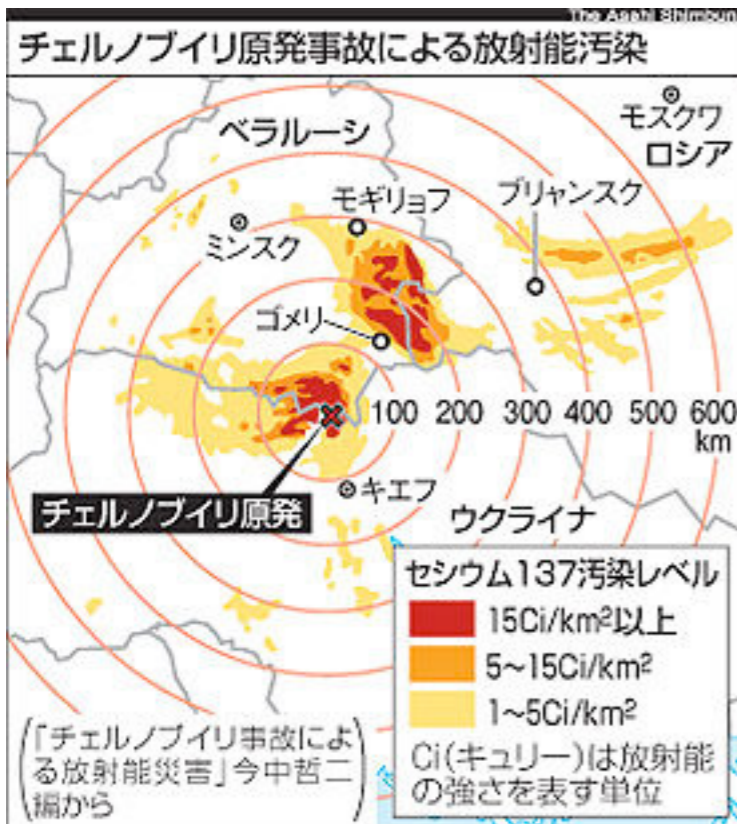 The Asahi Shimbun
チェルノブイリ原発事故による放射能汚染
モスクワ
ロシア
ベラルーシ
ブリャンスク
モギリョフ
ミンスク
ゴメリ
100 200 300 400 500 600
km
キエフ
チェルノブイリ原発
ウクライナ
セシウム137汚染レベル
15Ci/km²以上
5~15Ci/km²
1~5Ci/km²
Ci(キュリー)は放射能
の強さを表す単位
(「チェルノブイリ事故によ
る放射能災害」今中哲二
編から)